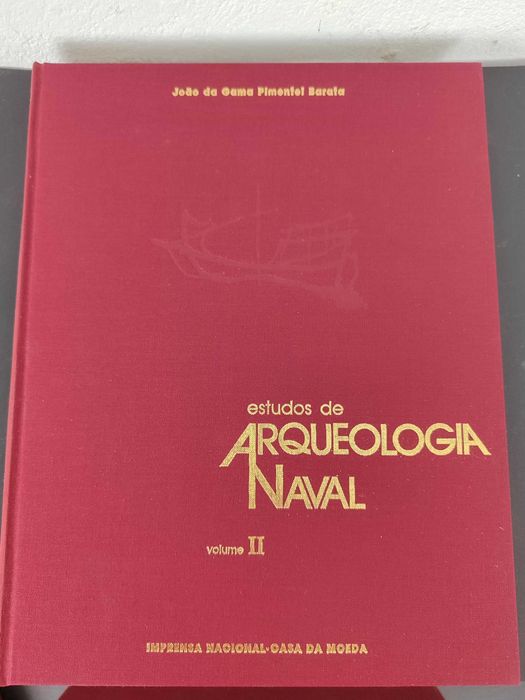 João da Gama Pimentel Barata
estudos de
ARQUEOLOGIA
NAVAL
volume II
IMPRENSA NACIONAL-CASA DA MOEDA